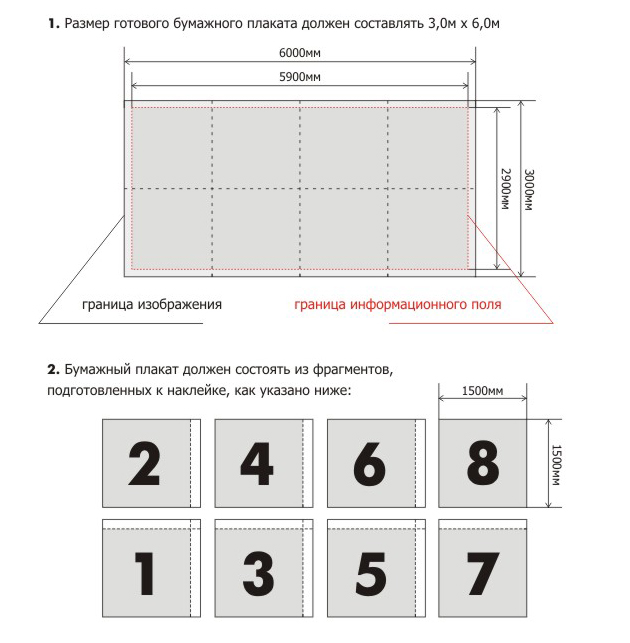 1. Размер готового бумажного плаката должен составлять 3,0м x 6,0м
6000мм
5900мм
2900мм
3000мм
граница изображения
граница информационного поля
2. Бумажный плакат должен состоять из фрагментов,
подготовленных к наклейке, как указано ниже:
1500мм
2 4 6 8
1500мм
1 3 5 7